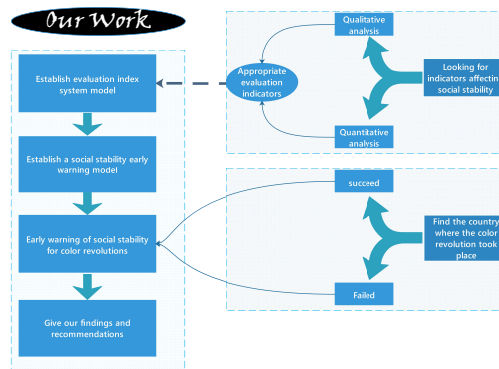 Our Work
Establish evaluation index
system model
Establish a social stability early
warning model
Early warning of social stability
for color revolutions
Give our findings and
recommendations
Qualitative
analysis
Appropriate
evaluation
indicators
Quantitative
analysis
Looking for
indicators affectin
social stability
succeed
Failed
Find the country
where the color
revolution took
place